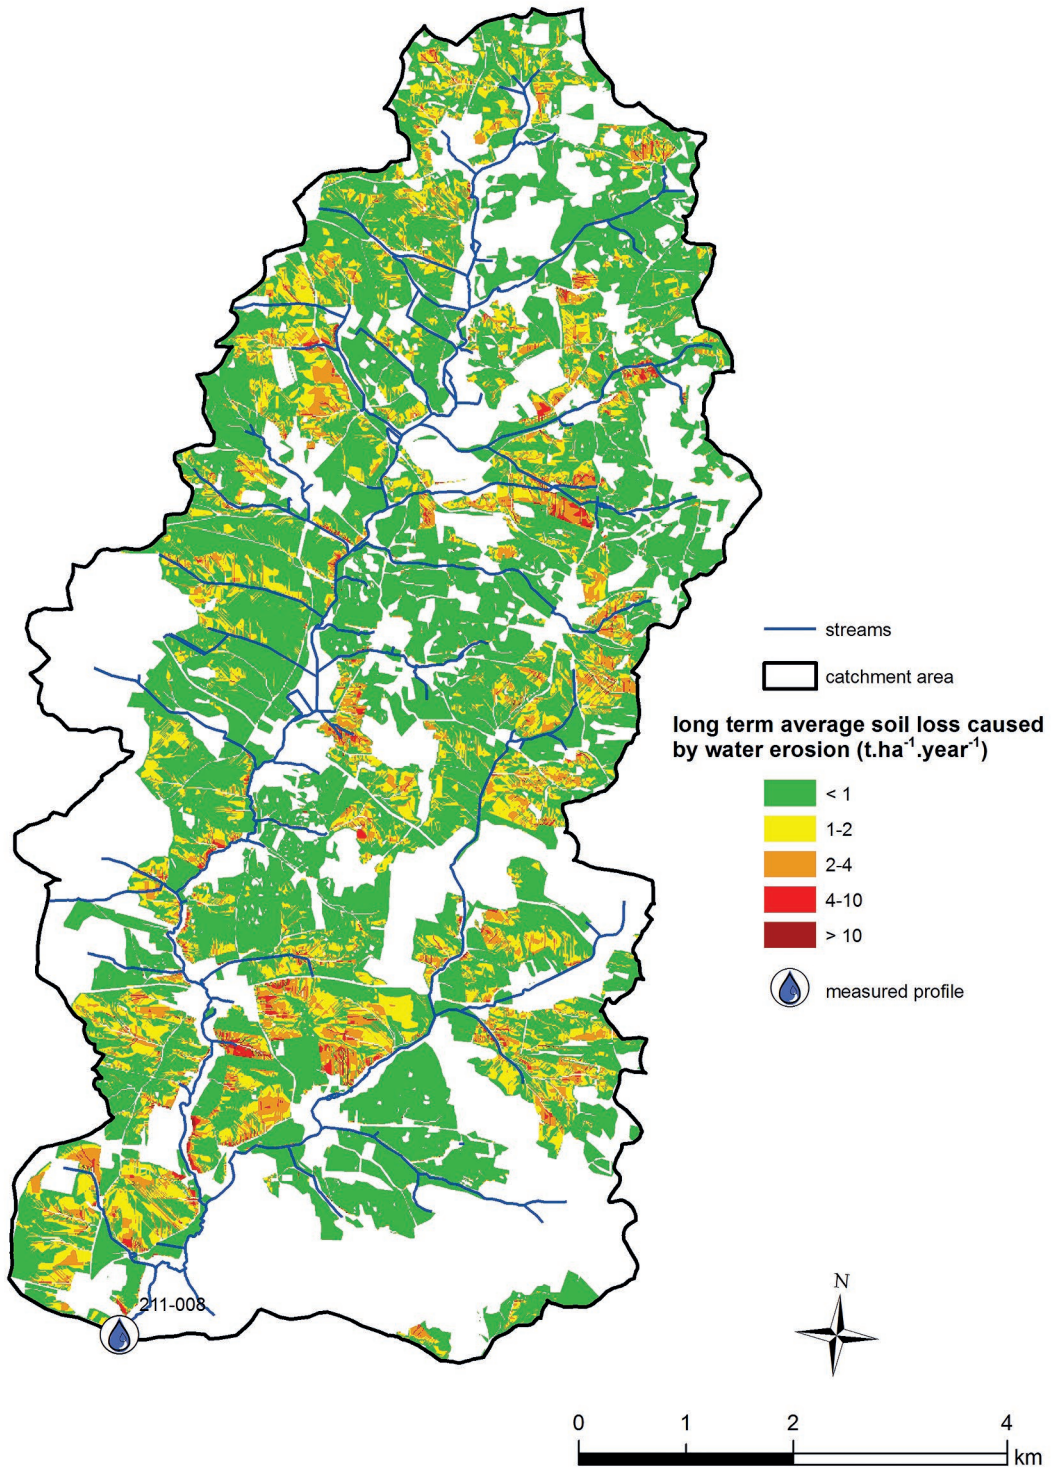 streams
catchment area
long term average soil loss caused
by water erosion (t.ha⁻¹.year⁻¹)
< 1
1-2
2-4
4-10
> 10
measured profile
211-008
N
0 1 2 4
km